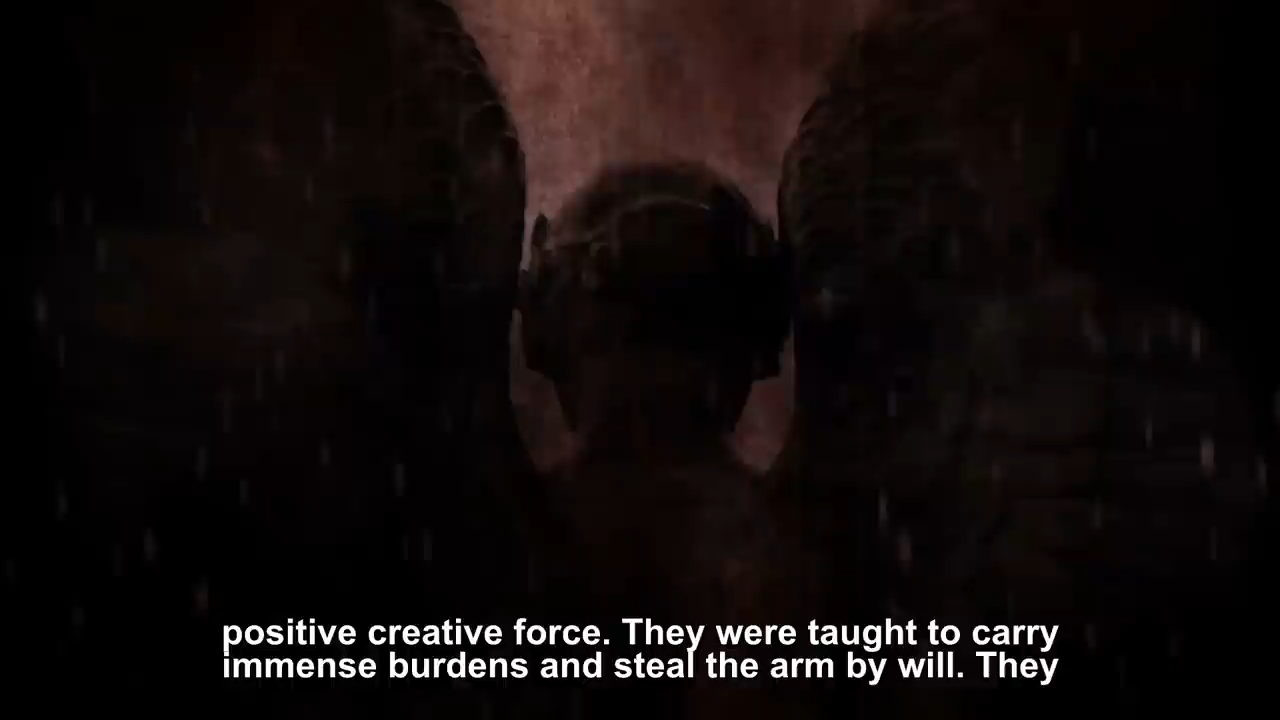 positive creative force. They were taught to carry
immense burdens and steal the arm by will. They